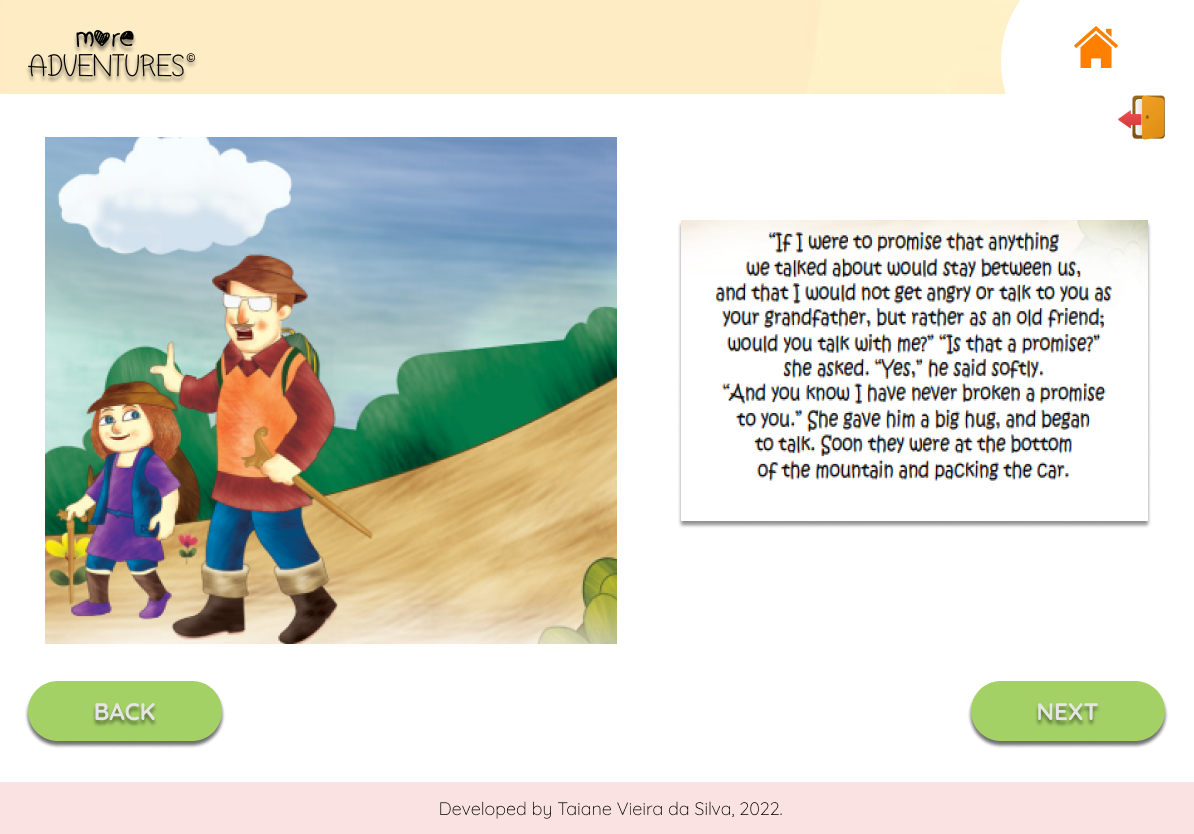 more
ADVENTURES©
“If I were to promise that anything
we talked about would stay between us,
and that I would not get angry or talk to you as
your grandfather, but rather as an old friend;
would you talk with me?” “Is that a promise?”
she asked. “Yes,” he said softly.
“And you know I have never broken a promise
to you.” She gave him a big hug, and began
to talk. Soon they were at the bottom
of the mountain and packing the car.
BACK
NEXT
Developed by Taiane Vieira da Silva, 2022.